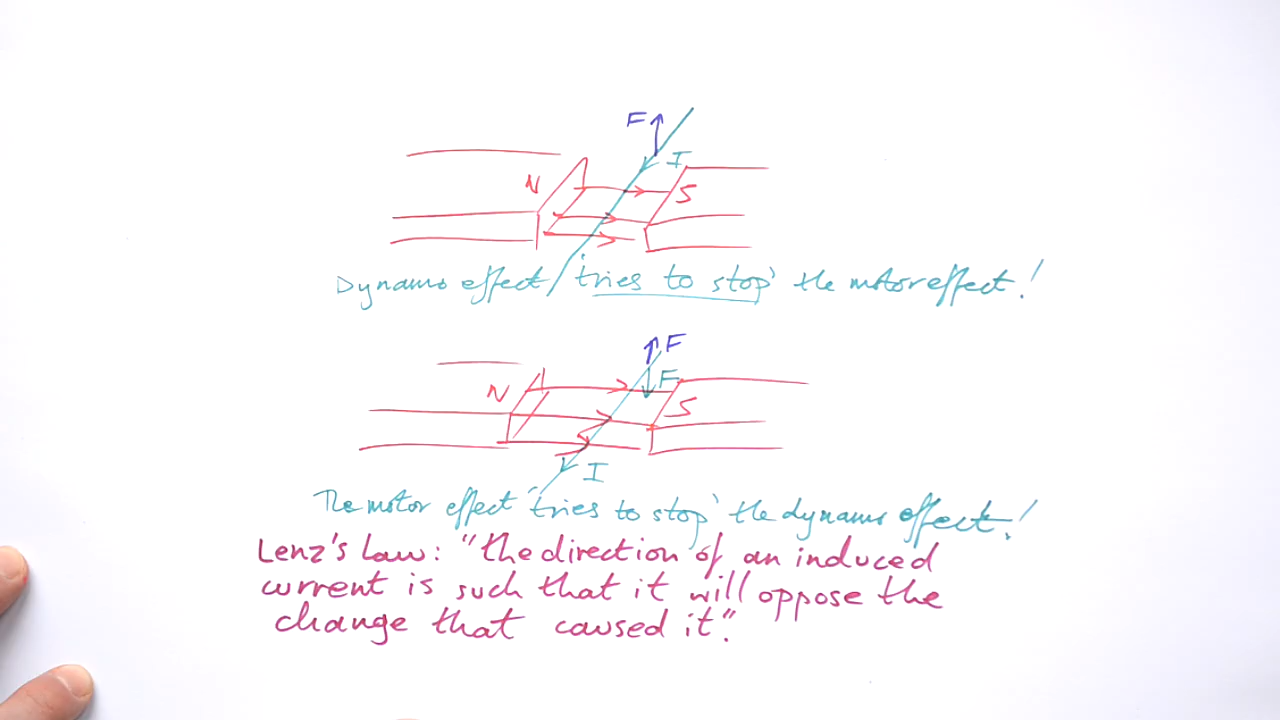 F
I
N
S
Dynamo effect 'tries to stop' the motor effect!
F
F
N
S
I
The motor effect 'tries to stop' the dynamo effect!
Lenz's law: "the direction of an induced
current is such that it will oppose the
change that caused it".